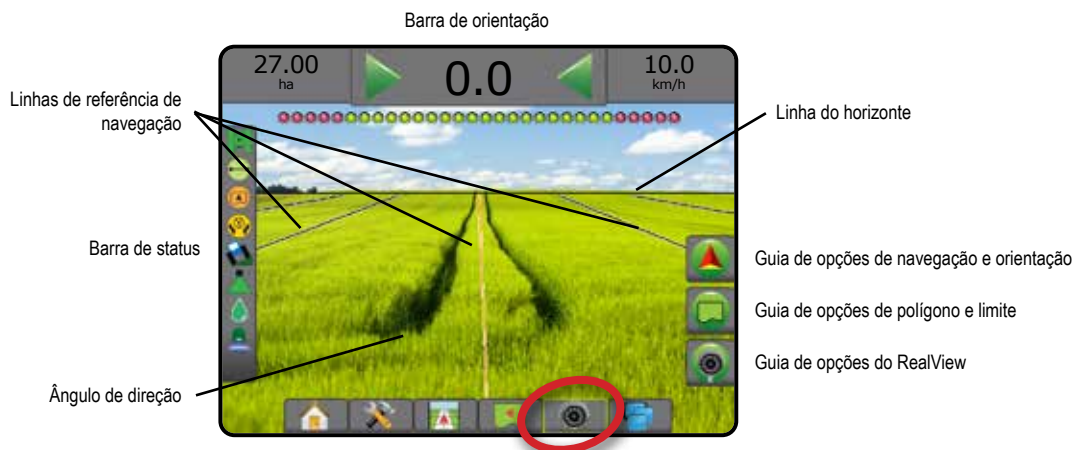 Barra de orientação
27.00
ha
0.0
10.0
km/h
Linhas de referência de
navegação
Linha do horizonte
Barra de status
Guia de opções de navegação e orientação
Guia de opções de polígono e limite
Guia de opções do RealView
Ângulo de direção